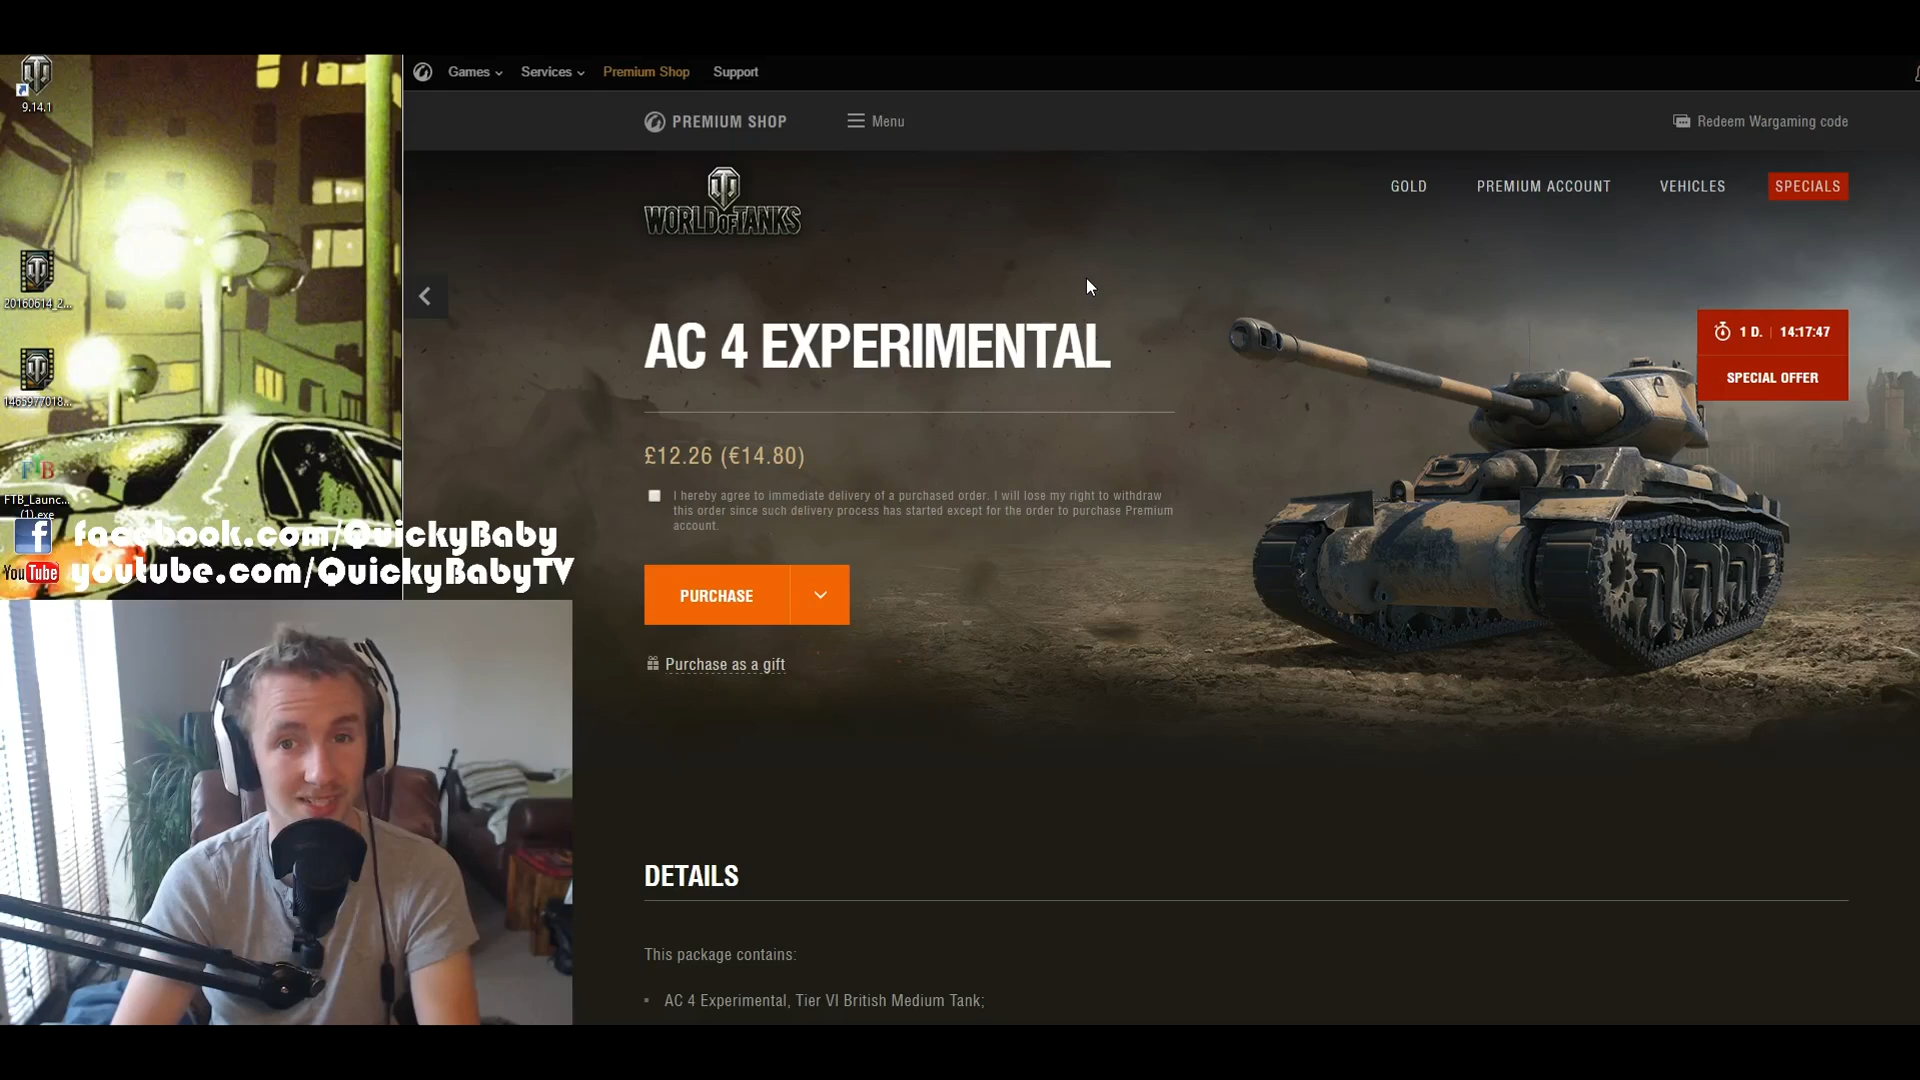 9.14.1
20160614_2...
1465977018...
FTB
FTB_Launc...
(1).exe
facebook.com/QuickyBaby
YouTube youtube.com/QuickyBabyTV
Games
Services
Premium Shop
Support
PREMIUM SHOP
Menu
Redeem Wargaming code
WORLD OF TANKS
GOLD
PREMIUM ACCOUNT
VEHICLES
SPECIALS
AC 4 EXPERIMENTAL
1 D. | 14:17:47
SPECIAL OFFER
£12.26 (€14.80)
I hereby agree to immediate delivery of a purchased order. I will lose my right to withdraw
this order since such delivery process has started except for the order to purchase Premium
account.
PURCHASE
Purchase as a gift
DETAILS
This package contains:
AC 4 Experimental, Tier VI British Medium Tank;